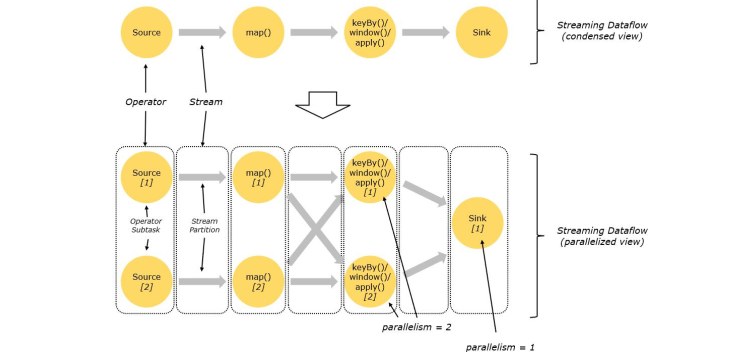 Source
map()
keyBy()/
window()/
apply()
Sink
Streaming Dataflow
(condensed view)
Operator
Stream
Source
[1]
map()
[1]
keyBy()/
window()/
apply()
[1]
Operator
Subtask
Stream
Partition
Sink
[1]
Streaming Dataflow
(parallelized view)
Source
[2]
map()
[2]
keyBy()/
window()/
apply()
[2]
parallelism = 2
parallelism = 1